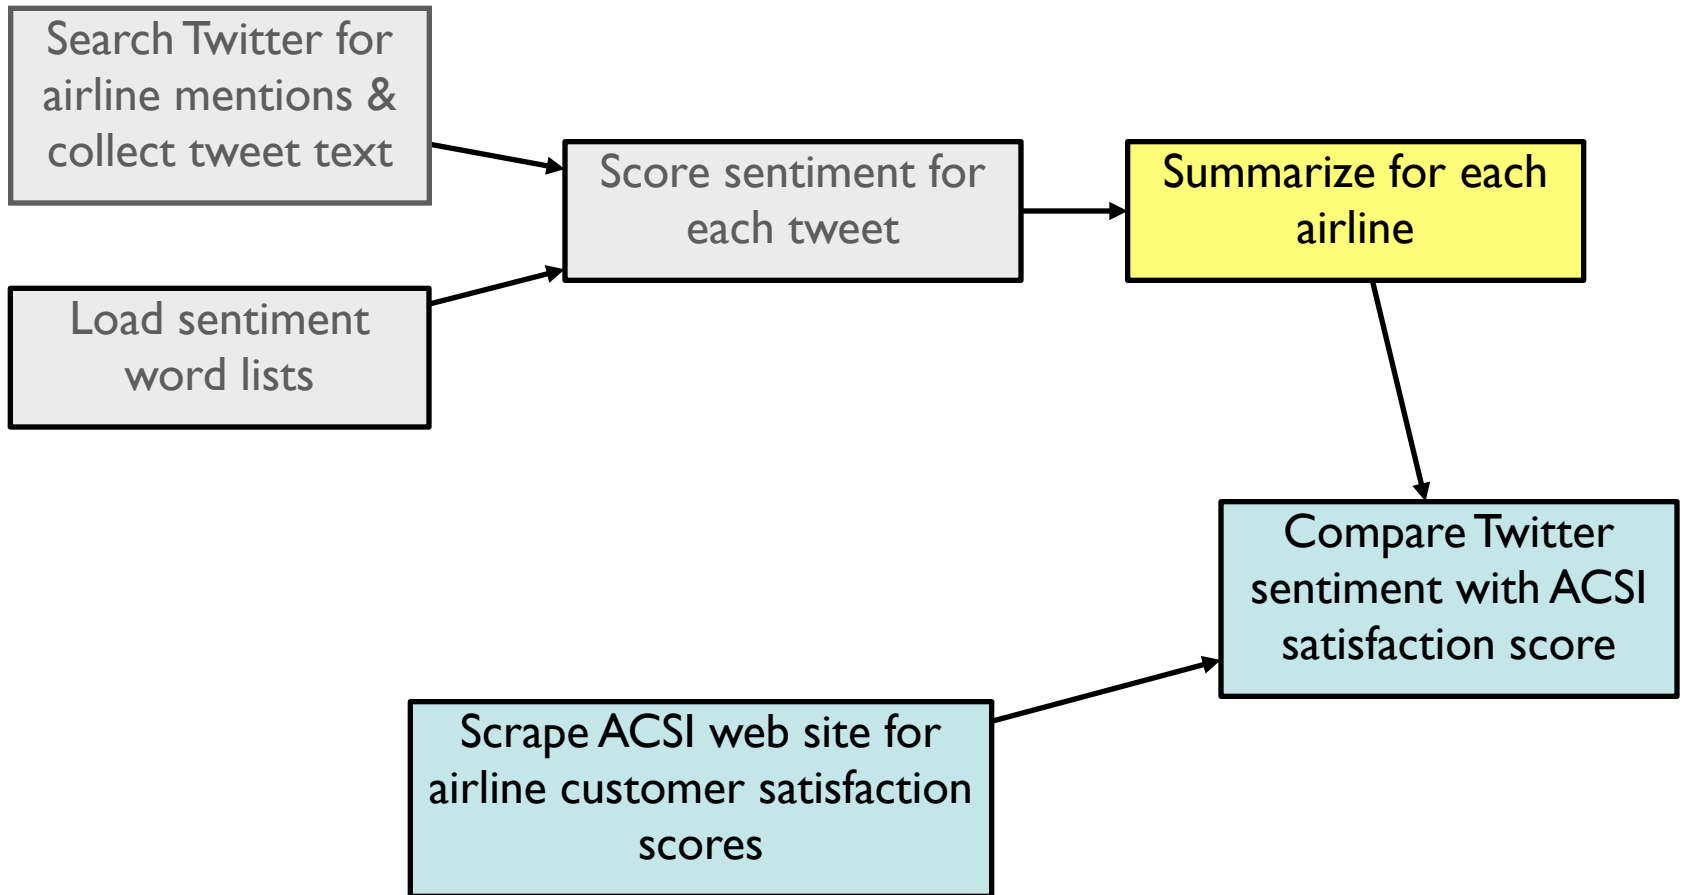 Search Twitter for
airline mentions &
collect tweet text
Score sentiment for
each tweet
Summarize for each
airline
Load sentiment
word lists
Compare Twitter
sentiment with ACSI
satisfaction score
Scrape ACSI web site for
airline customer satisfaction
scores